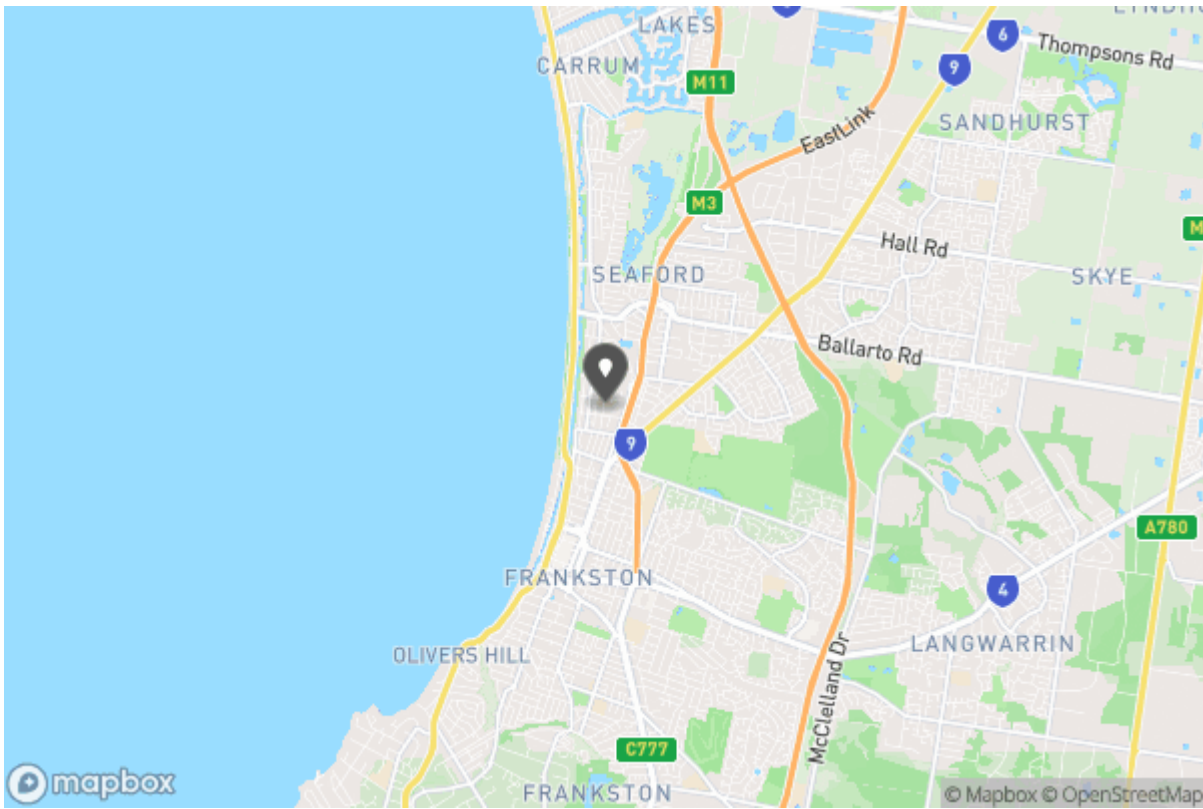 LAKES
CARRUM
M11
6
Thompsons Rd
9
EastLink
SANDHURST
M3
Hall Rd
SEAFORD
SKYE
Ballarto Rd
9
A780
FRANKSTON
4
OLIVERS HILL
LANGWARRIN
McClelland Dr
C777
FRANKSTON
mapbox
© Mapbox © OpenStreetMap